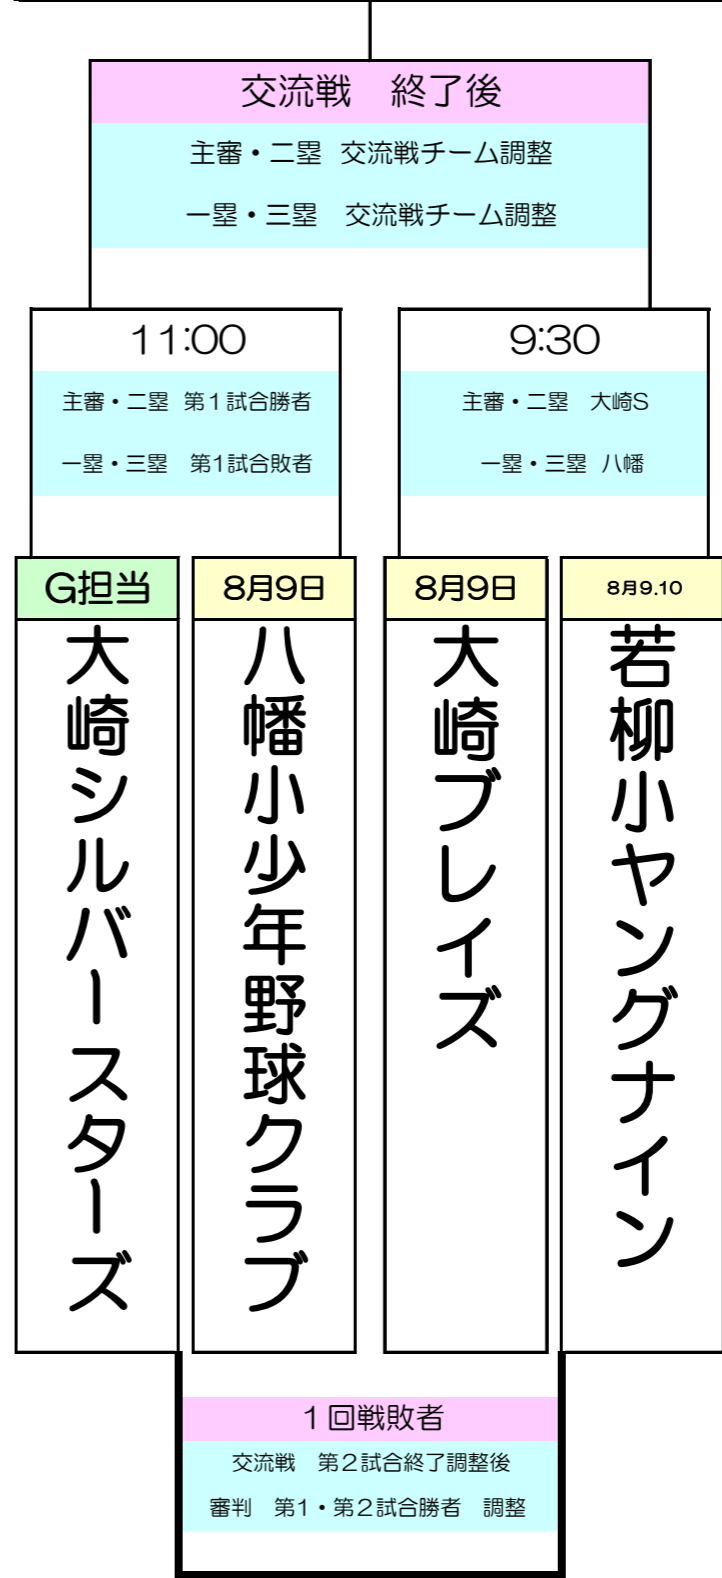 交流戦　終了後
主審・二塁 交流戦チーム調整
一塁・三塁　交流戦チーム調整
11:00
主審・二塁 第１試合勝者
一塁・三塁　第1試合敗者
9:30
主審・二塁　大崎S
一塁・三塁 八幡
G担当
大崎シルバースターズ
8月9日
八幡小少年野球クラブ
8月9日
大崎ブレイズ
8月9.10
若柳小ヤングナイン
１回戦敗者
交流戦　第２試合終了調整後
審判　第1・第２試合勝者　調整